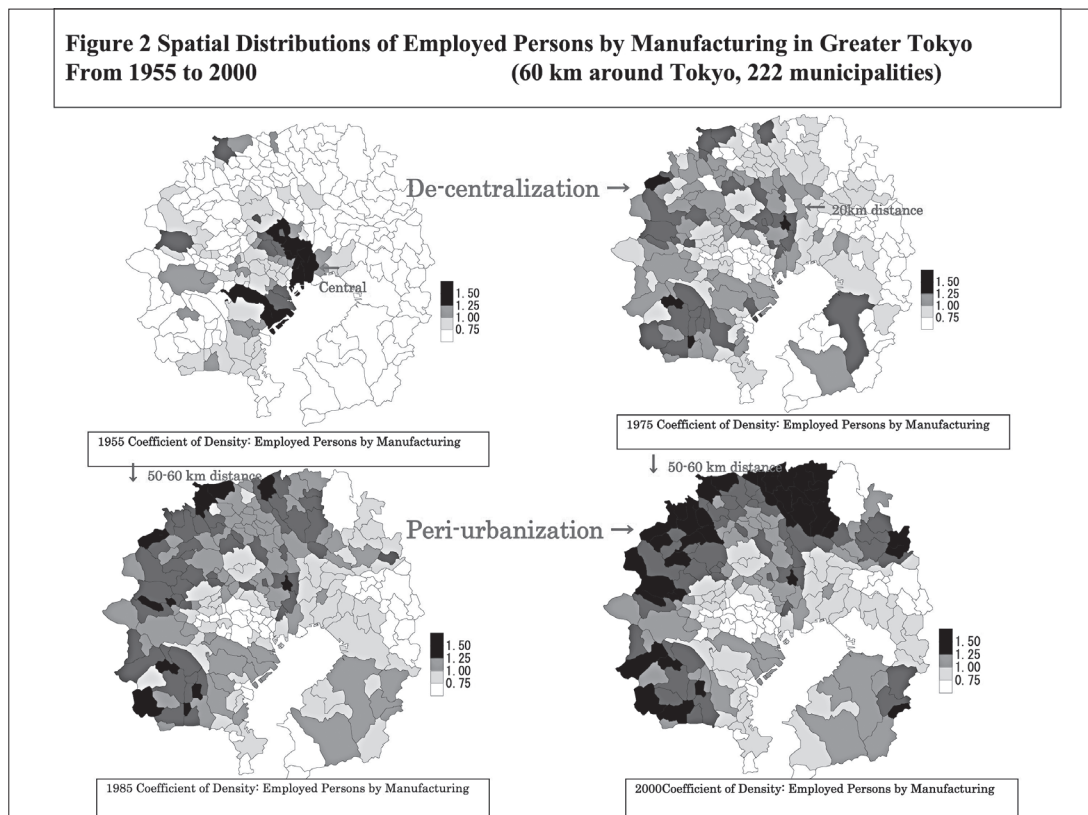 Figure 2 Spatial Distributions of Employed Persons by Manufacturing in Greater Tokyo
From 1955 to 2000 (60 km around Tokyo, 222 municipalities)
De-centralization →
← 20km distance
Central
1.50
1.25
1.00
0.75
1.50
1.25
1.00
0.75
1955 Coefficient of Density: Employed Persons by Manufacturing
1975 Coefficient of Density: Employed Persons by Manufacturing
↓ 50-60 km distance
↓ 50-60 km distance
Peri-urbanization →
1.50
1.25
1.00
0.75
1.50
1.25
1.00
0.75
1985 Coefficient of Density: Employed Persons by Manufacturing
2000Coefficient of Density: Employed Persons by Manufacturing